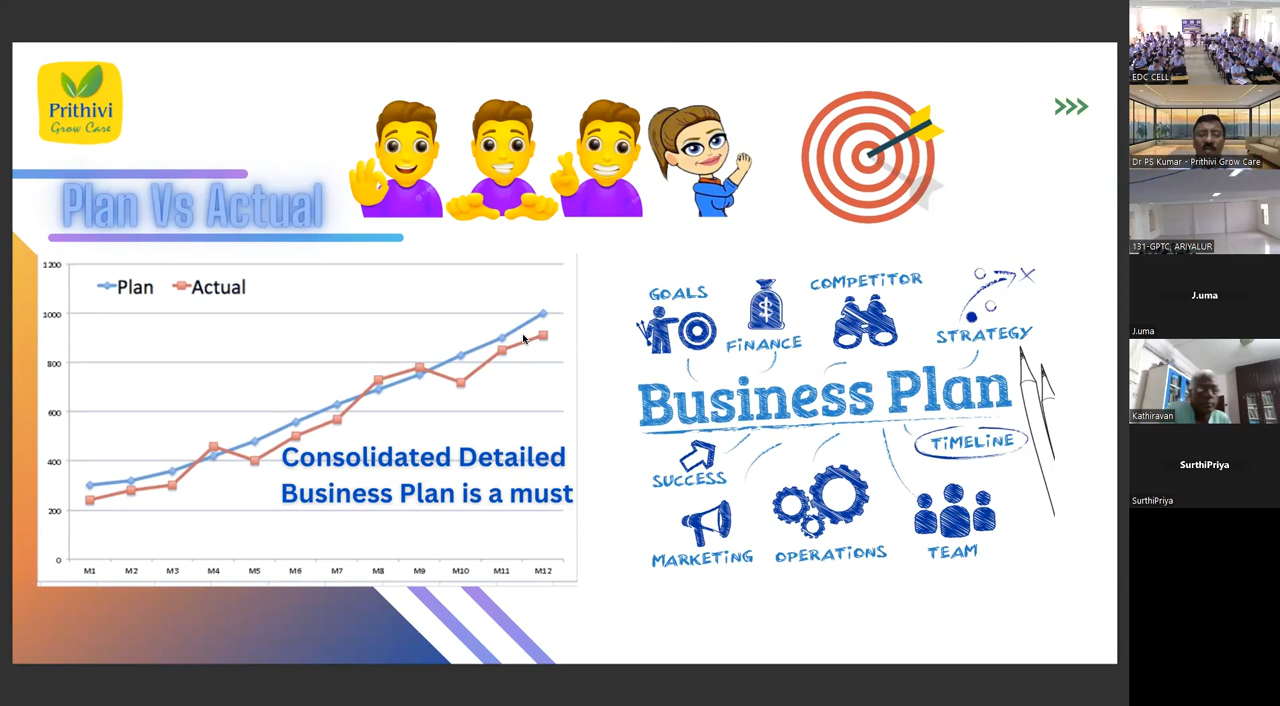 Prithivi
Grow Care
Plan Vs Actual
1200
1000
800
600
400
200
0
Plan
Actual
M1 M2 M3 M4 M5 M6 M7 M8 M9 M10 M11 M12
Consolidated Detailed
Business Plan is a must
GOALS
FINANCE
COMPETITOR
STRATEGY
Business Plan
TIMELINE
SUCCESS
MARKETING
OPERATIONS
TEAM
EDC CELL
Dr PS Kumar - Prithivi Grow Care
131-GPTC, ARIYALUR
J.uma
J.uma
Kathiravan
SurthiPriya
SurthiPriya